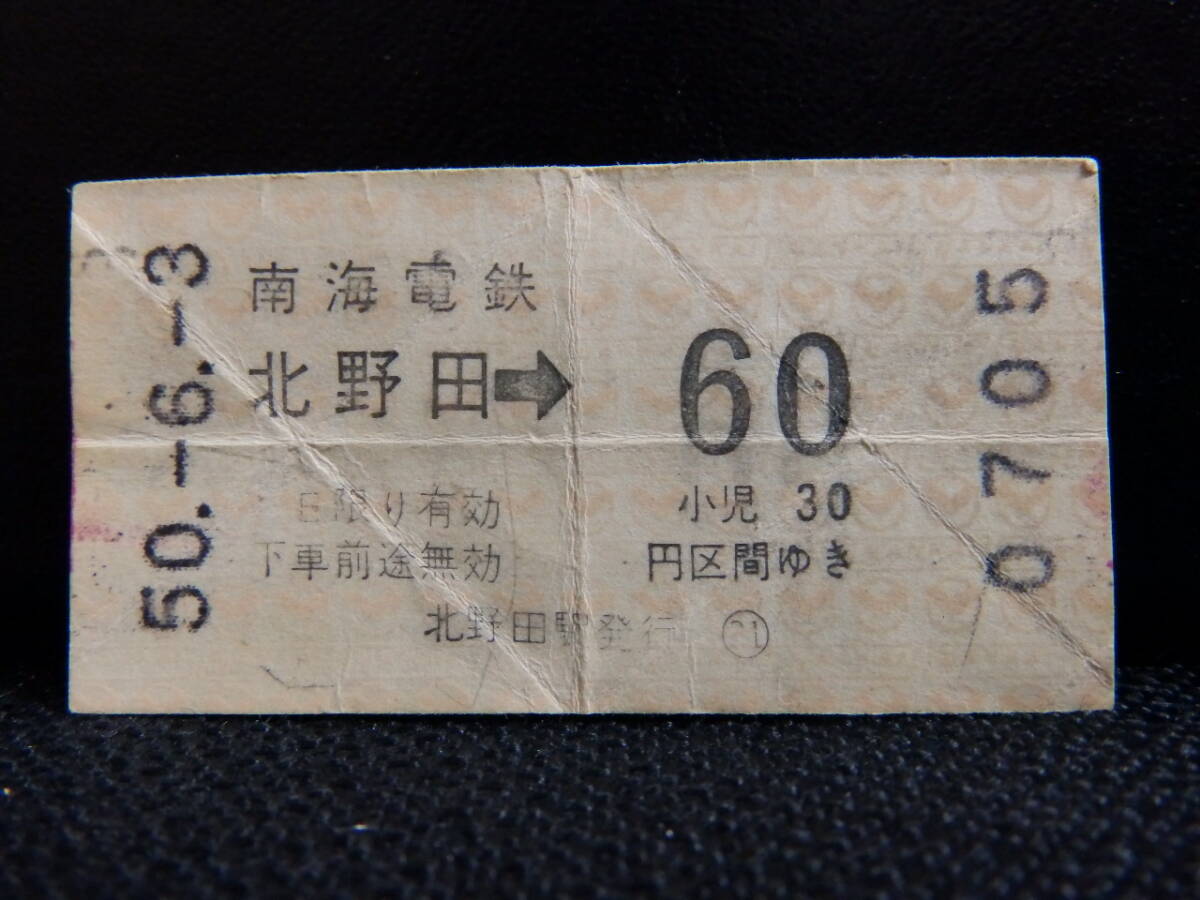 50.-6.-3
南海電鉄
北野田➡ 60
小児 30
円区間ゆき
日限り有効
下車前途無効
北野田駅発行
0705